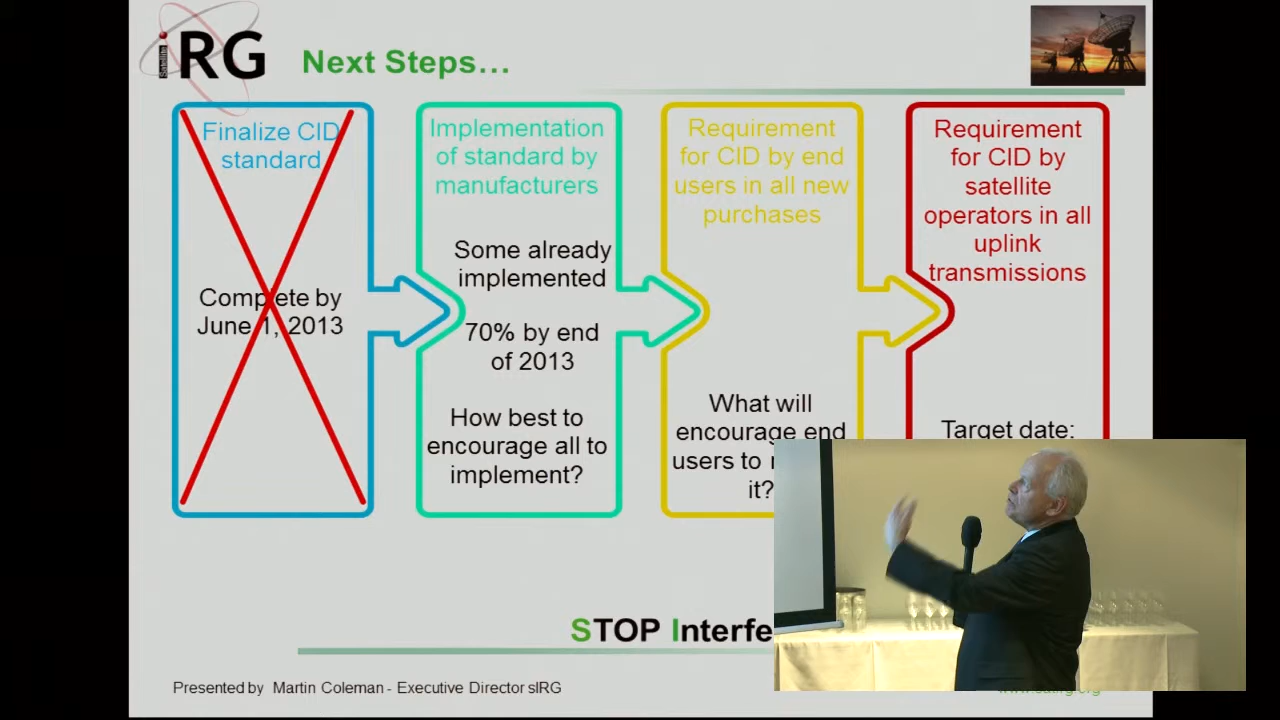 Satellite
iRG
Next Steps…
Finalize CID
standard
Complete by
June 1, 2013
Implementation
of standard by
manufacturers
Some already
implemented
70% by end
of 2013
How best to
encourage all to
implement?
Requirement
for CID by end
users in all new
purchases
What will
encourage end
users to
it?
Requirement
for CID by
satellite
operators in all
uplink
transmissions
Target date:
STOP Interfe
Presented by Martin Coleman - Executive Director sIRG